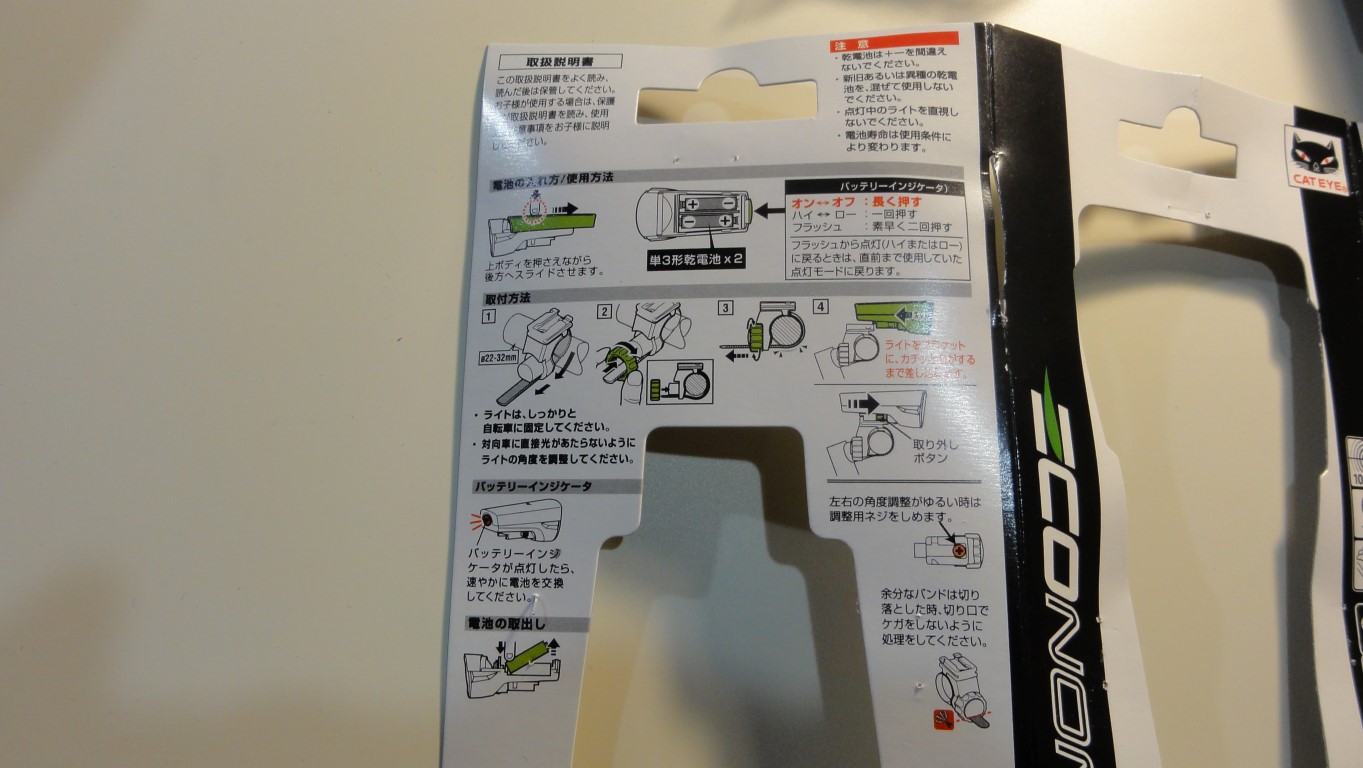 取扱説明書
この取扱説明書をよく読み、
読んだ後は保管してください。
お子様が使用する場合は、保護
取扱説明書を読み、使用
意事項をお子様に説明
ください。
注意
・乾電池は＋－を間違え
ないでください。
・新旧あるいは異種の乾電
池を、混ぜて使用しない
でください。
・点灯中のライトを直視し
ないでください。
・電池寿命は使用条件に
より変わります。
電池の入れ方/使用方法
上ボディを押さえながら
後方へスライドさせます。
単3形乾電池 x 2
バッテリーインジケータ)
オン↔オフ：長く押す
ハイ↔ロー：一回押す
フラッシュ：素早く二回押す
フラッシュから点灯(ハイまたはロー)
に戻るときは、直前まで使用していた
点灯モードに戻ります。
取付方法
1
ø22-32mm
2
3
4
ライトをブラケット
に、カチッと音がする
まで差し込みます。
・ライトは、しっかりと
自転車に固定してください。
・対向車に直接光があたらないように
ライトの角度を調整してください。
取り外し
ボタン
バッテリーインジケータ
バッテリーインジ
ケータが点灯したら、
速やかに電池を交換
してください。
左右の角度調整がゆるい時は
調整用ネジをしめます。
余分なバンドは切り
落とした時、切り口で
ケガをしないように
処理をしてください。
電池の取出し
ECONOM
CAT EYE®
10